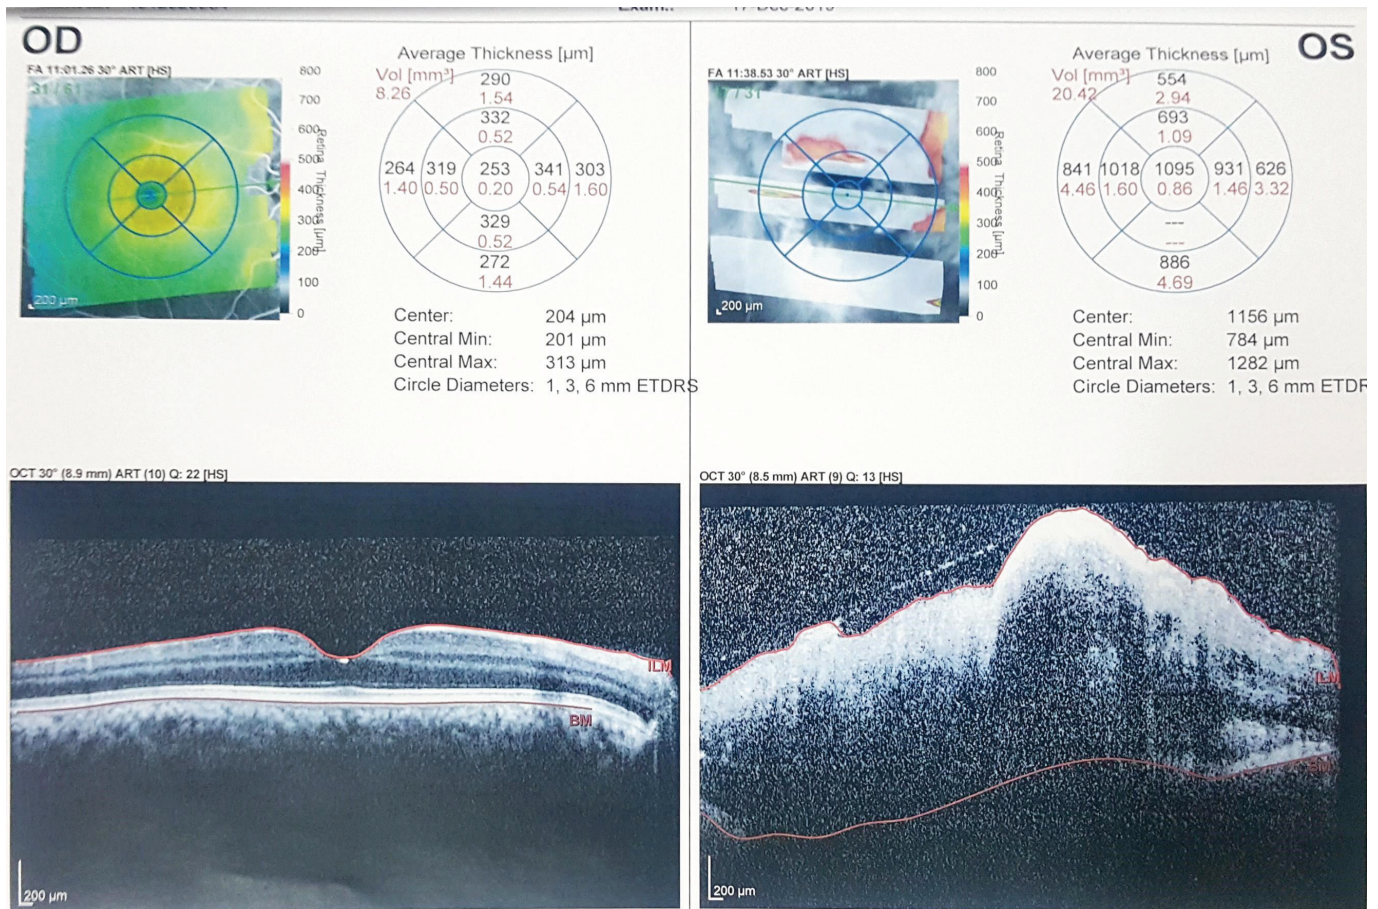 OD
FA 11:01.26 30° ART [HS]
31 / 61
200 µm
800
700
600
500
400
300
200
100
0
Retina Thickness [µm]
Average Thickness [µm]
Vol [mm³]
8.26
290
1.54
332
0.52
264 319 253 341 303
1.40 0.50 0.20 0.54 1.60
329
0.52
272
1.44
Center: 204 µm
Central Min: 201 µm
Central Max: 313 µm
Circle Diameters: 1, 3, 6 mm ETDRS
OCT 30° (8.9 mm) ART (10) Q: 22 [HS]
ILM
BM
200 µm
OS
FA 11:38.53 30° ART [HS]
/ 31
200 µm
800
700
600
500
400
300
200
100
0
Retina Thickness [µm]
Average Thickness [µm]
Vol [mm³]
20.42
554
2.94
693
1.09
841 1018 1095 931 626
4.46 1.60 0.86 1.46 3.32
---
---
886
4.69
Center: 1156 µm
Central Min: 784 µm
Central Max: 1282 µm
Circle Diameters: 1, 3, 6 mm ETDR
OCT 30° (8.5 mm) ART (9) Q: 13 [HS]
ILM
BM
200 µm